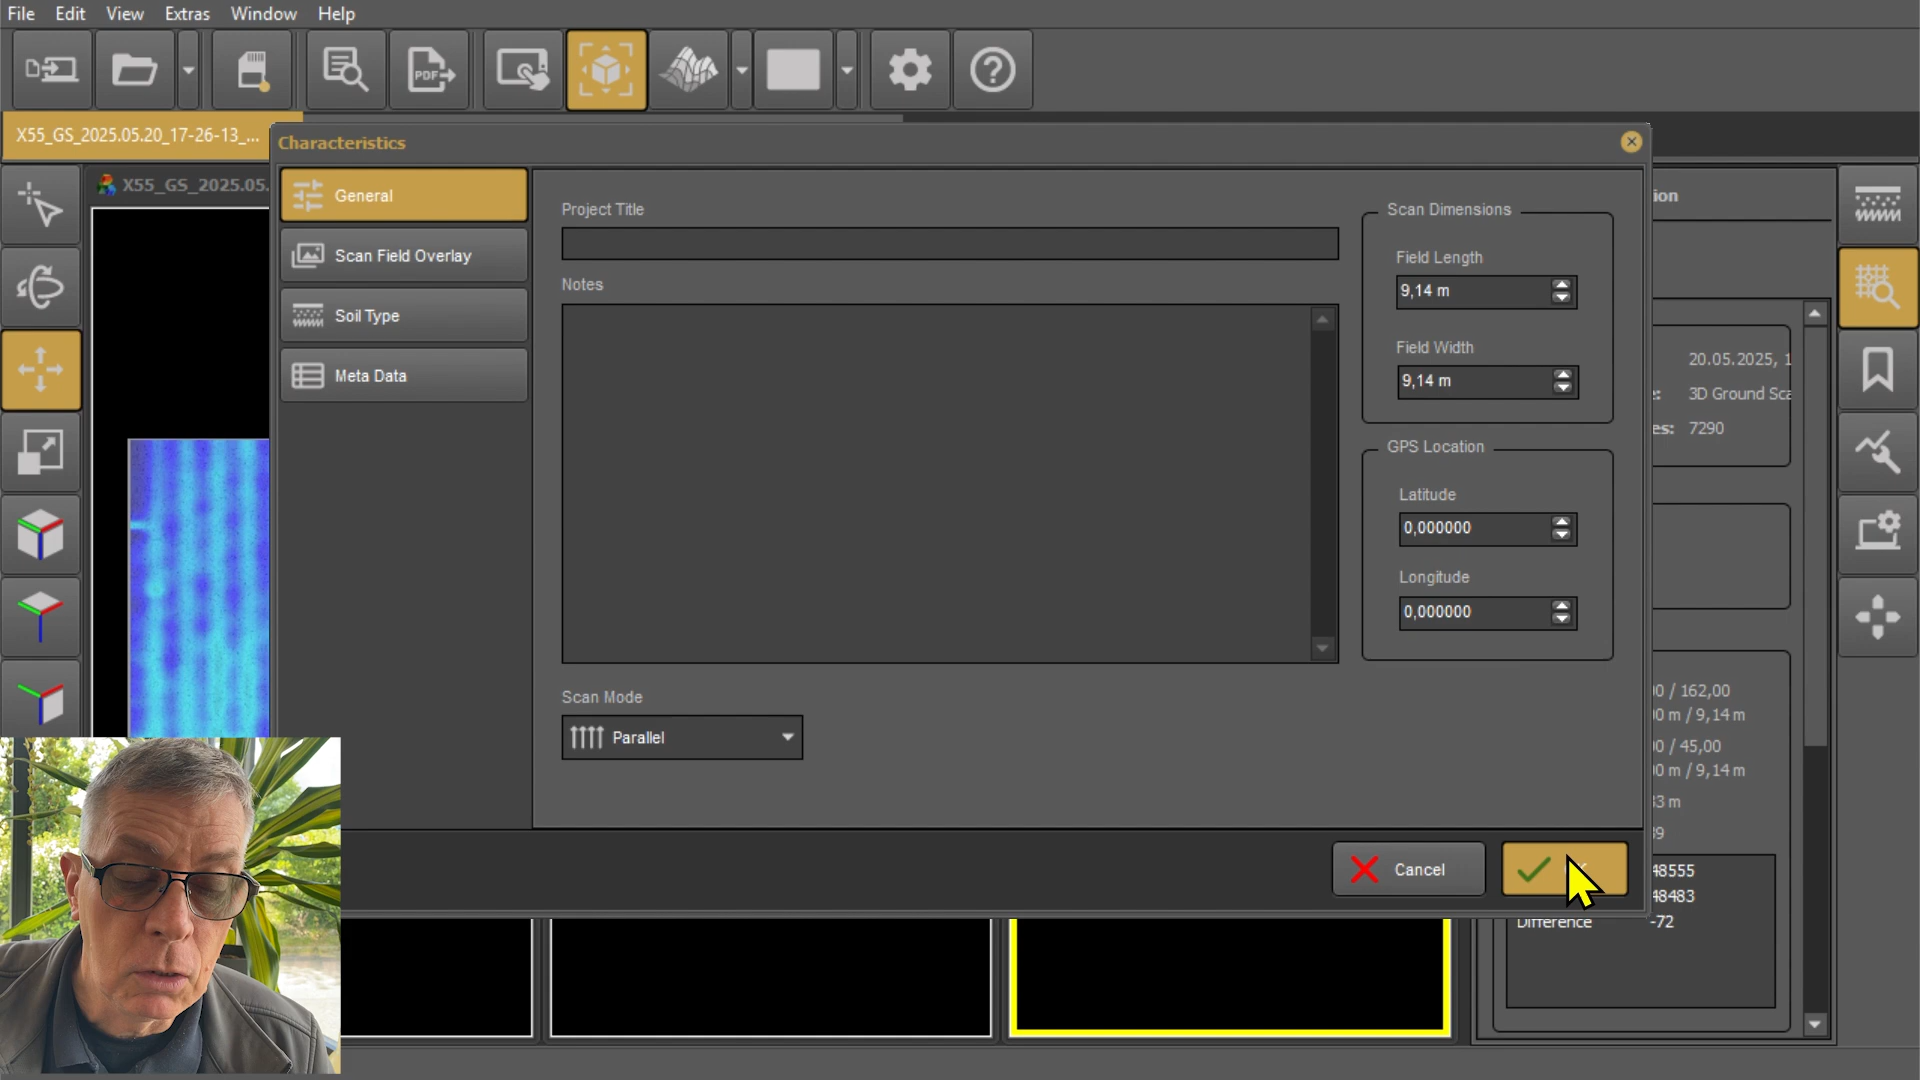 File Edit View Extras Window Help
PDF
X55_GS_2025.05.20_17-26-13_...
Characteristics
X55_GS_2025.05.
General
Scan Field Overlay
Soil Type
Meta Data
Project Title
Notes
Scan Mode
Parallel
Scan Dimensions
Field Length
9,14 m
Field Width
9,14 m
GPS Location
Latitude
0,000000
Longitude
0,000000
Cancel
ion
20.05.2025, 1
3D Ground Sca
es: 7290
0 / 162,00
0 m / 9,14 m
0 / 45,00
0 m / 9,14 m
3 m
9
48555
48483
Difference -72